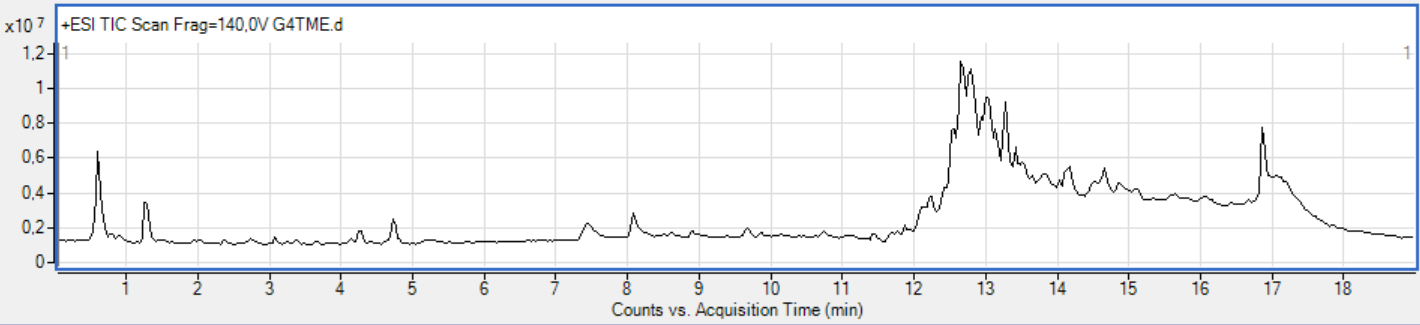 x10 7
+ESI TIC Scan Frag=140,0V G4TME.d
1,2
1
1
1
0,8
0,6
0,4
0,2
0
1 2 3 4 5 6 7 8 9 10 11 12 13 14 15 16 17 18
Counts vs. Acquisition Time (min)